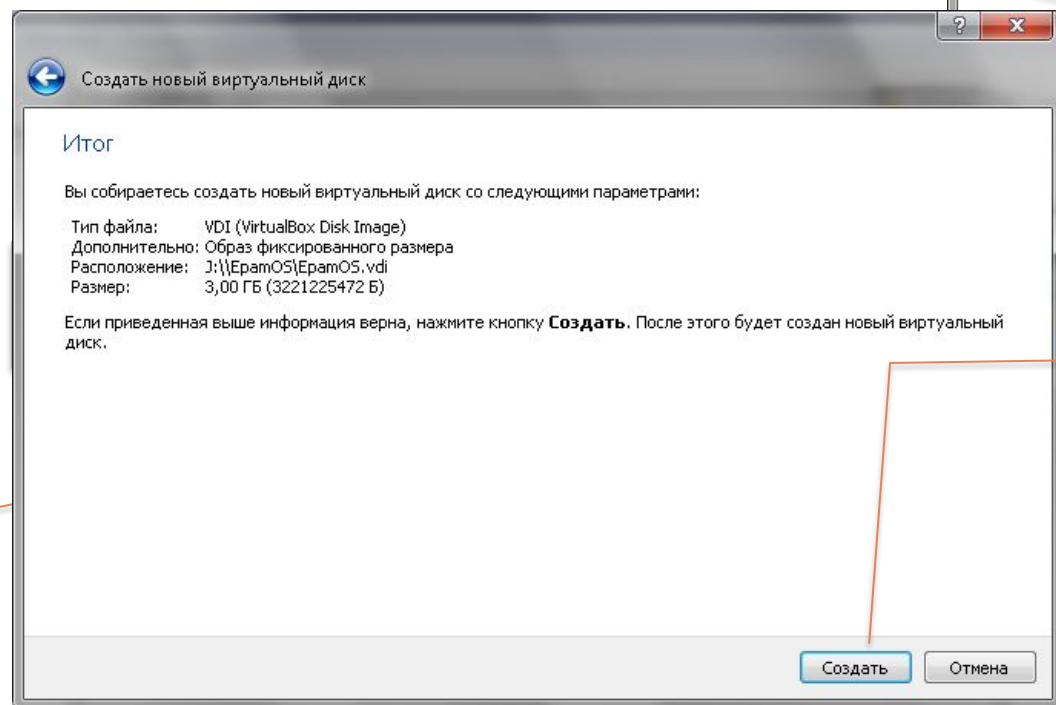 ?
X
Создать новый виртуальный диск
Итог
Вы собираетесь создать новый виртуальный диск со следующими параметрами:
Тип файла: VDI (VirtualBox Disk Image)
Дополнительно: Образ фиксированного размера
Расположение: J:\\EpamOS\EpamOS.vdi
Размер: 3,00 ГБ (3221225472 Б)
Если приведенная выше информация верна, нажмите кнопку Создать. После этого будет создан новый виртуальный
диск.
Создать Отмена